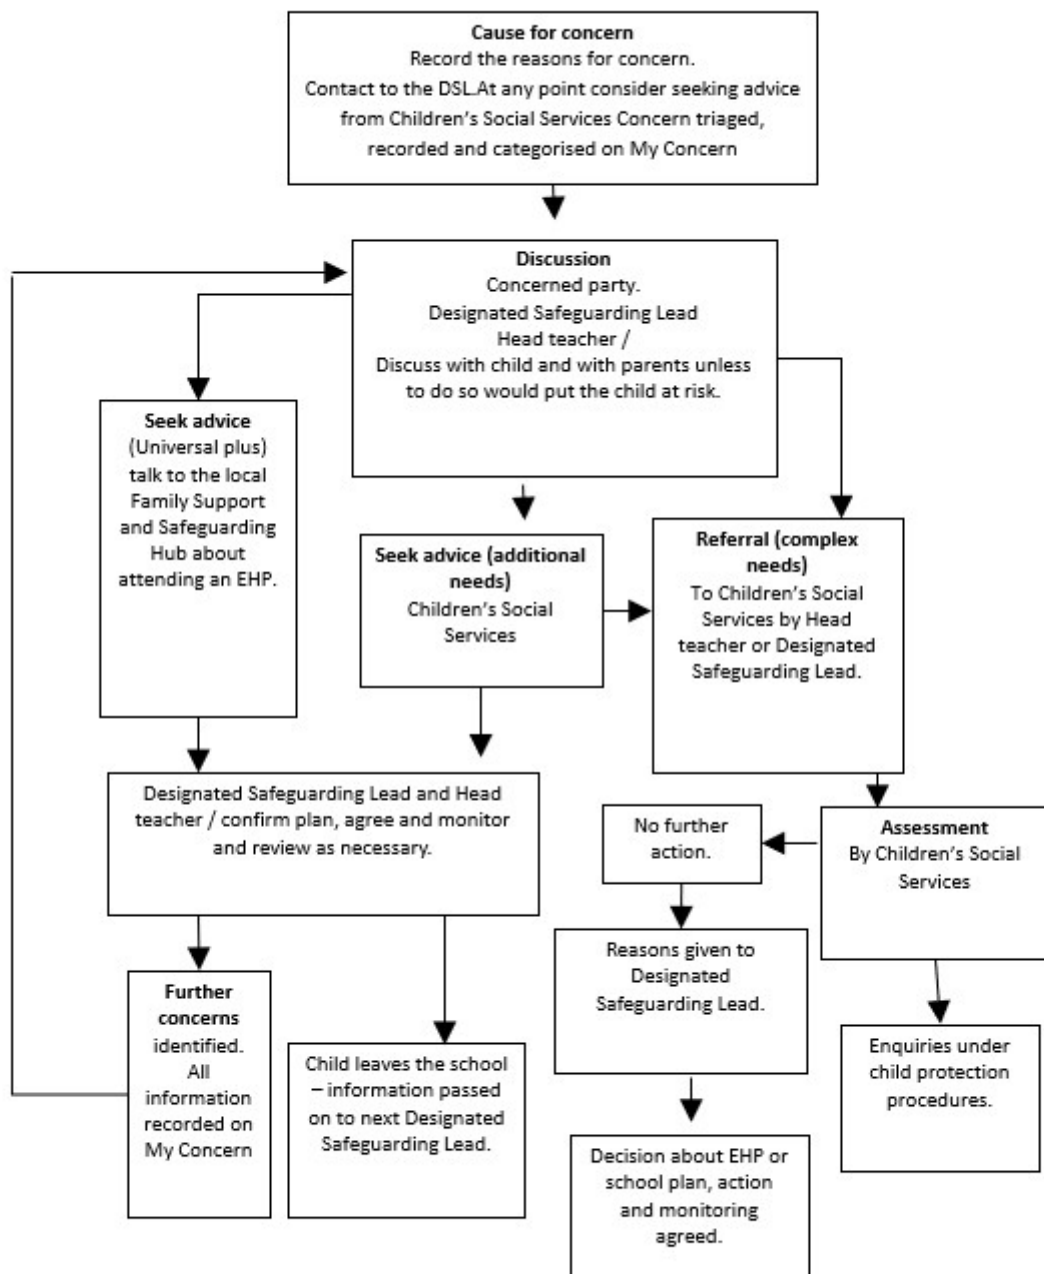 Cause for concern
Record the reasons for concern.
Contact to the DSL.At any point consider seeking advice
from Children’s Social Services Concern triaged,
recorded and categorised on My Concern
Discussion
Concerned party.
Designated Safeguarding Lead
Head teacher /
Discuss with child and with parents unless
to do so would put the child at risk.
Seek advice
(Universal plus)
talk to the local
Family Support
and Safeguarding
Hub about
attending an EHP.
Seek advice (additional
needs)
Children’s Social
Services
Referral (complex
needs)
To Children’s Social
Services by Head
teacher or Designated
Safeguarding Lead.
Designated Safeguarding Lead and Head
teacher / confirm plan, agree and monitor
and review as necessary.
No further
action.
Assessment
By Children’s Social
Services
Reasons given to
Designated
Safeguarding Lead.
Further
concerns
identified.
All
information
recorded on
My Concern
Child leaves the school
– information passed
on to next Designated
Safeguarding Lead.
Enquiries under
child protection
procedures.
Decision about EHP or
school plan, action
and monitoring
agreed.